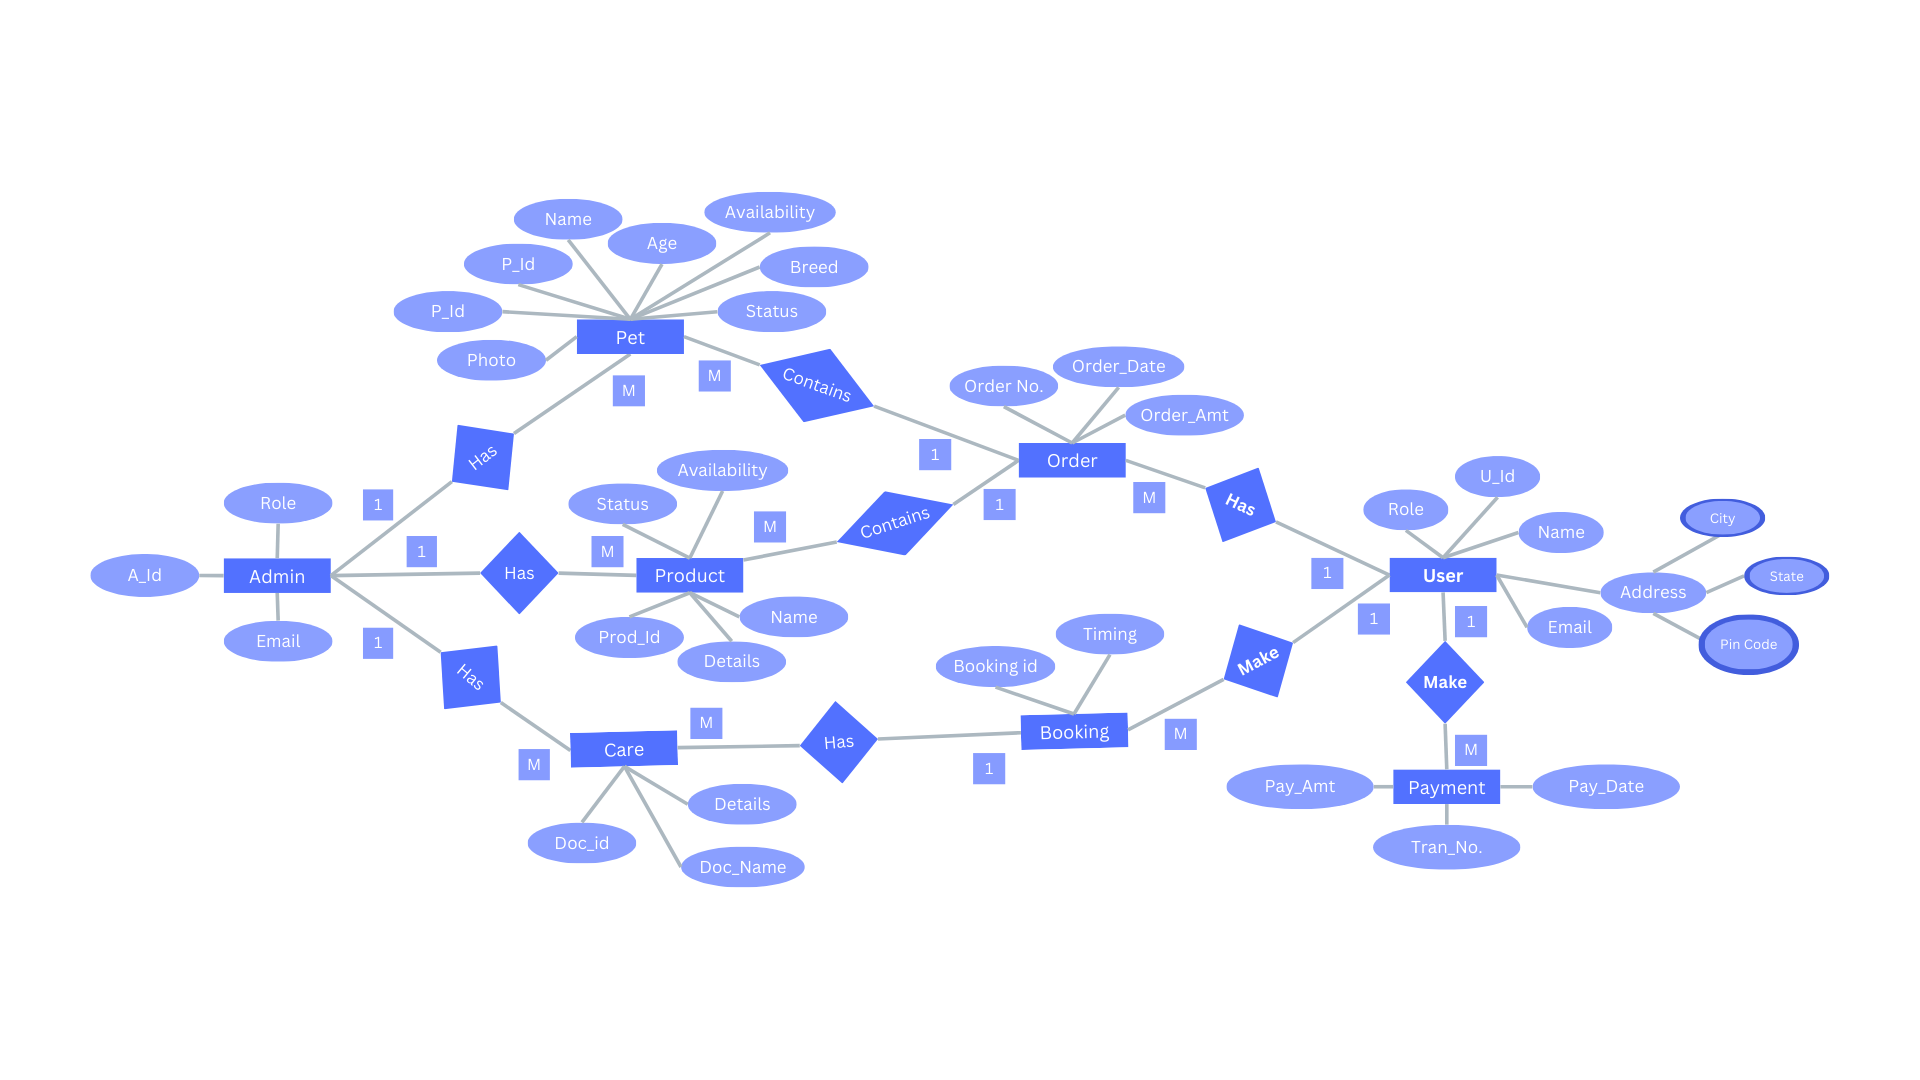 Availability
Name
Age
P_Id
Breed
P_Id
Status
Pet
Photo
M
M
Contains
Order_Date
Order No.
Order_Amt
Has
1
Order
1
M
Has
Availability
Status
1
Contains
M
1
U_Id
Role
Name
City
Role
1
M
Has
A_Id
Admin
Product
1
User
State
Address
Email
1
Prod_Id
Name
Details
1
1
Email
Pin Code
Timing
Booking id
Make
Make
Has
M
Care
M
Has
1
Booking
M
M
Details
Doc_id
Doc_Name
Pay_Amt
Payment
Pay_Date
Tran_No.